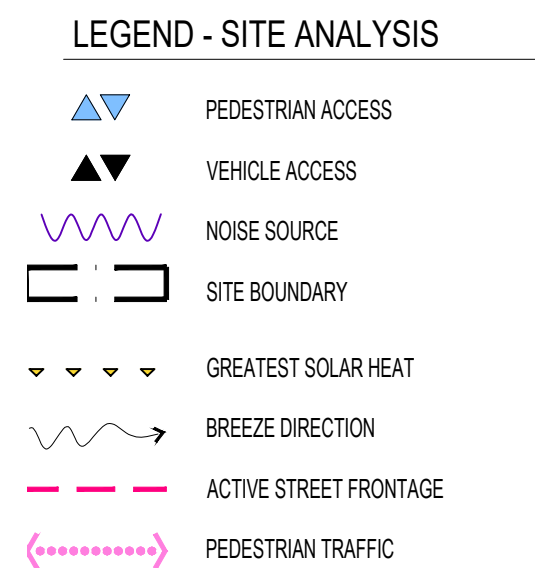 LEGEND - SITE ANALYSIS
PEDESTRIAN ACCESS
VEHICLE ACCESS
NOISE SOURCE
SITE BOUNDARY
GREATEST SOLAR HEAT
BREEZE DIRECTION
ACTIVE STREET FRONTAGE
PEDESTRIAN TRAFFIC